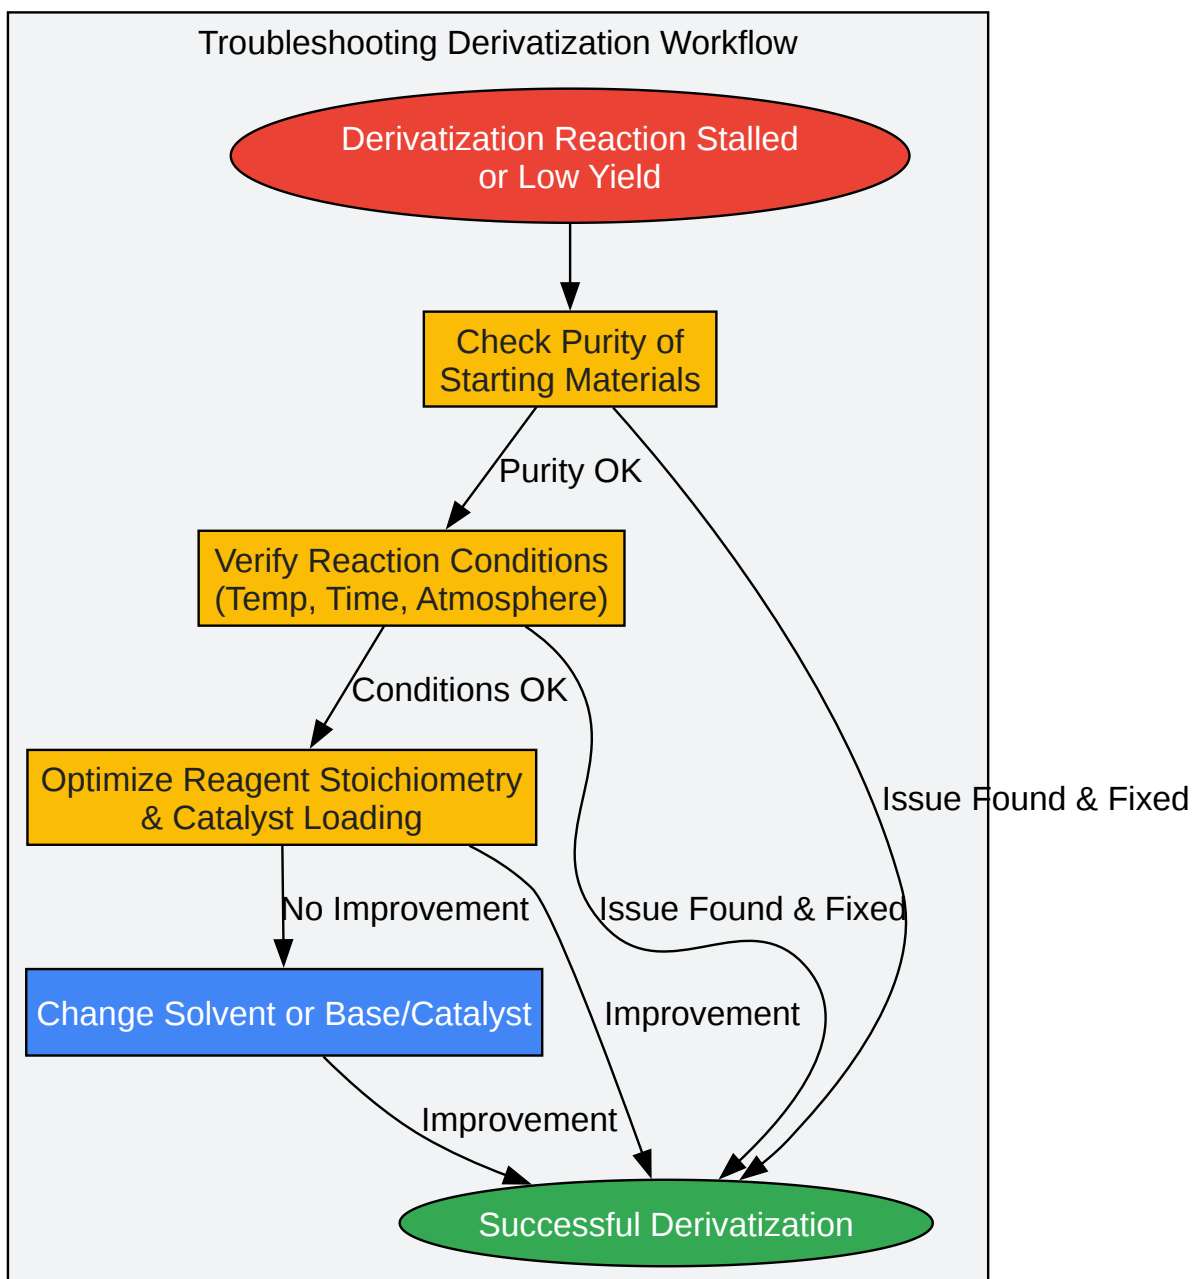 Troubleshooting Derivatization Workflow
Derivatization Reaction Stalled
or Low Yield
Check Purity of
Starting Materials
Purity OK
Verify Reaction Conditions
(Temp, Time, Atmosphere)
Conditions OK
Optimize Reagent Stoichiometry
& Catalyst Loading
Issue Found & Fixed
No Improvement
Issue Found & Fixed
Change Solvent or Base/Catalyst
Improvement
Improvement
Successful Derivatization